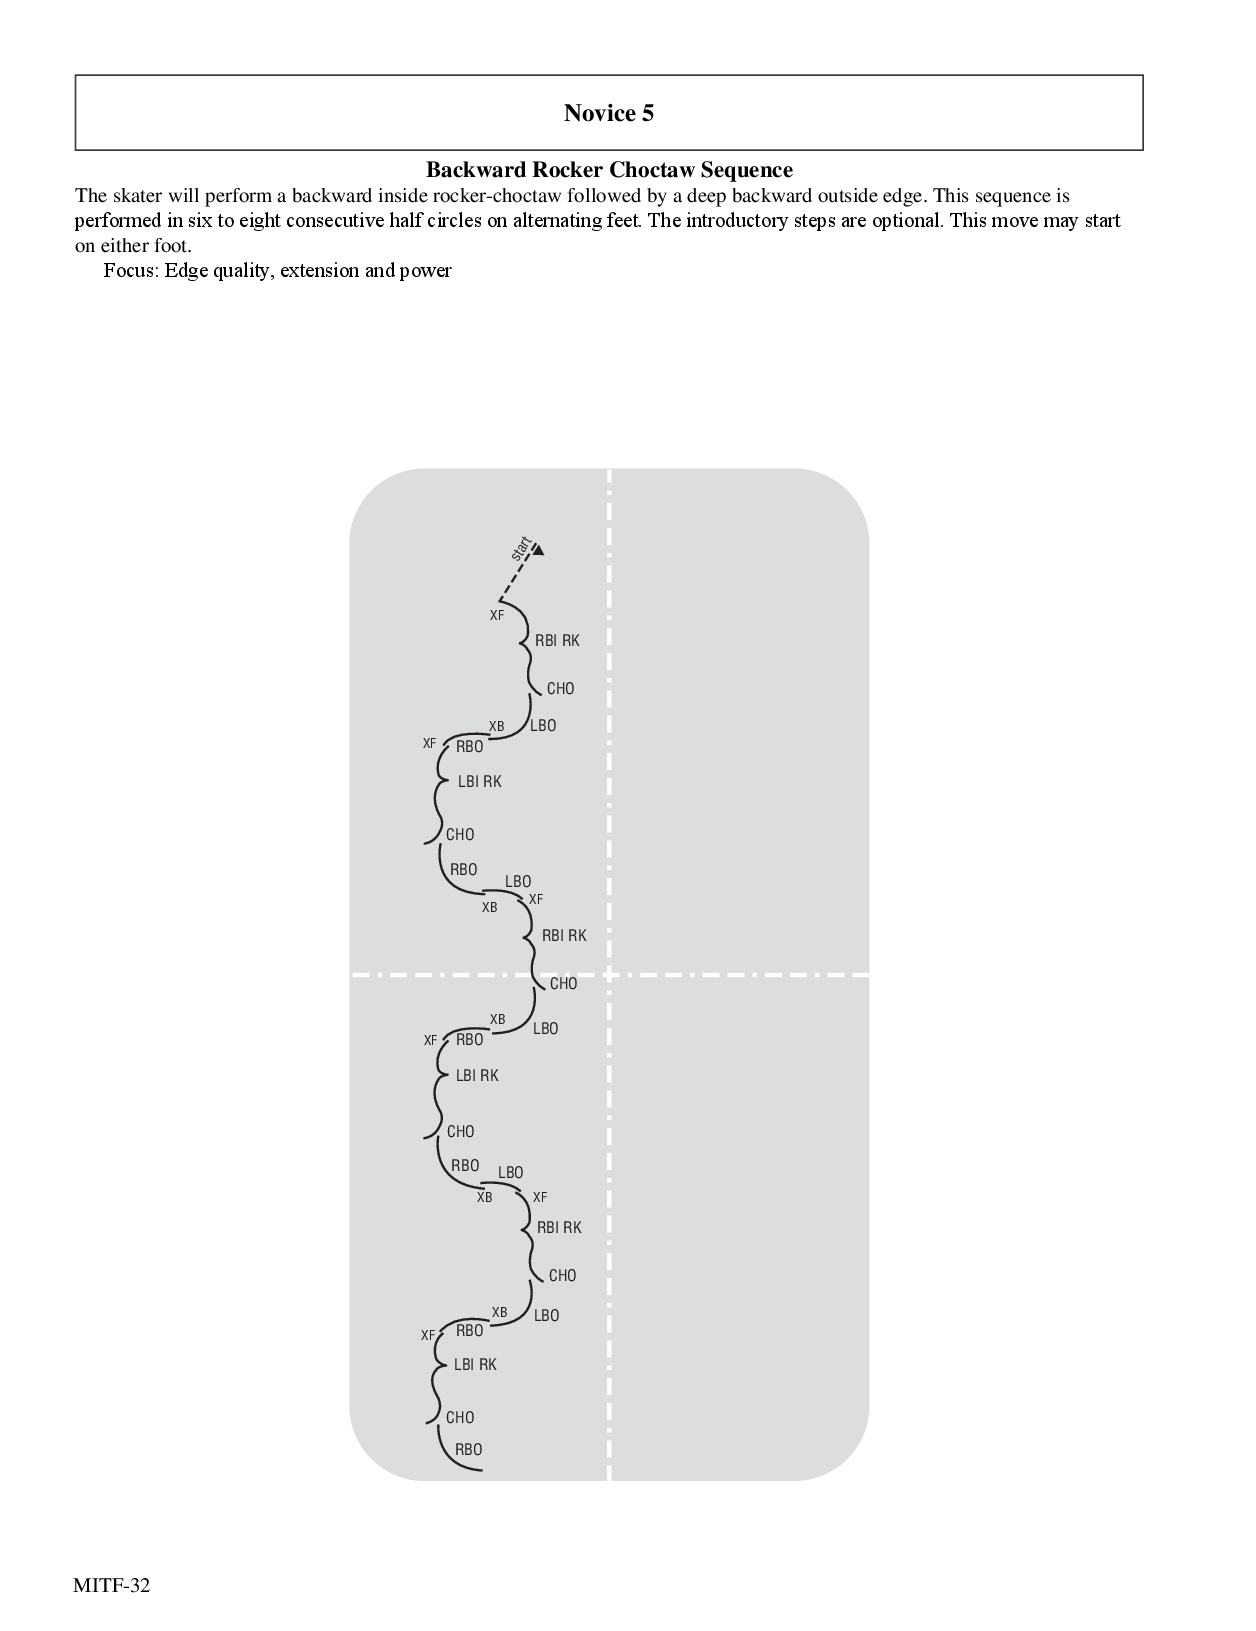 Novice 5
Backward Rocker Choctaw Sequence
The skater will perform a backward inside rocker-choctaw followed by a deep backward outside edge. This sequence is
performed in six to eight consecutive half circles on alternating feet. The introductory steps are optional. This move may start
on either foot.
Focus: Edge quality, extension and power
start
XF
RBI RK
CHO
XB
LBO
XF
RBO
LBI RK
CHO
RBO
LBO
XB
XF
RBI RK
CHO
XB
LBO
XF
RBO
LBI RK
CHO
RBO
LBO
XB
XF
RBI RK
CHO
XB
LBO
XF
RBO
LBI RK
CHO
RBO
MITF-32